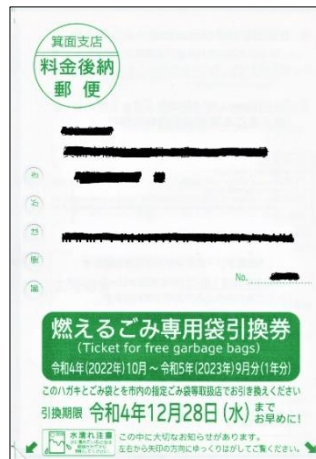 箕面支店
料金後納
郵便
No.
燃えるごみ専用袋引換券
(Ticket for free garbage bags)
令和4年(2022年)10月～令和5年(2023年)9月分(1年分)
このハガキとごみ袋とを市内の指定ごみ袋等取扱店でお引き換えください
引換期限 令和4年12月28日(水)までお早めに!
水濡れ注意
この中に大切なお知らせがあります。
左右から矢印の方向にゆっくりはがしてご覧ください。